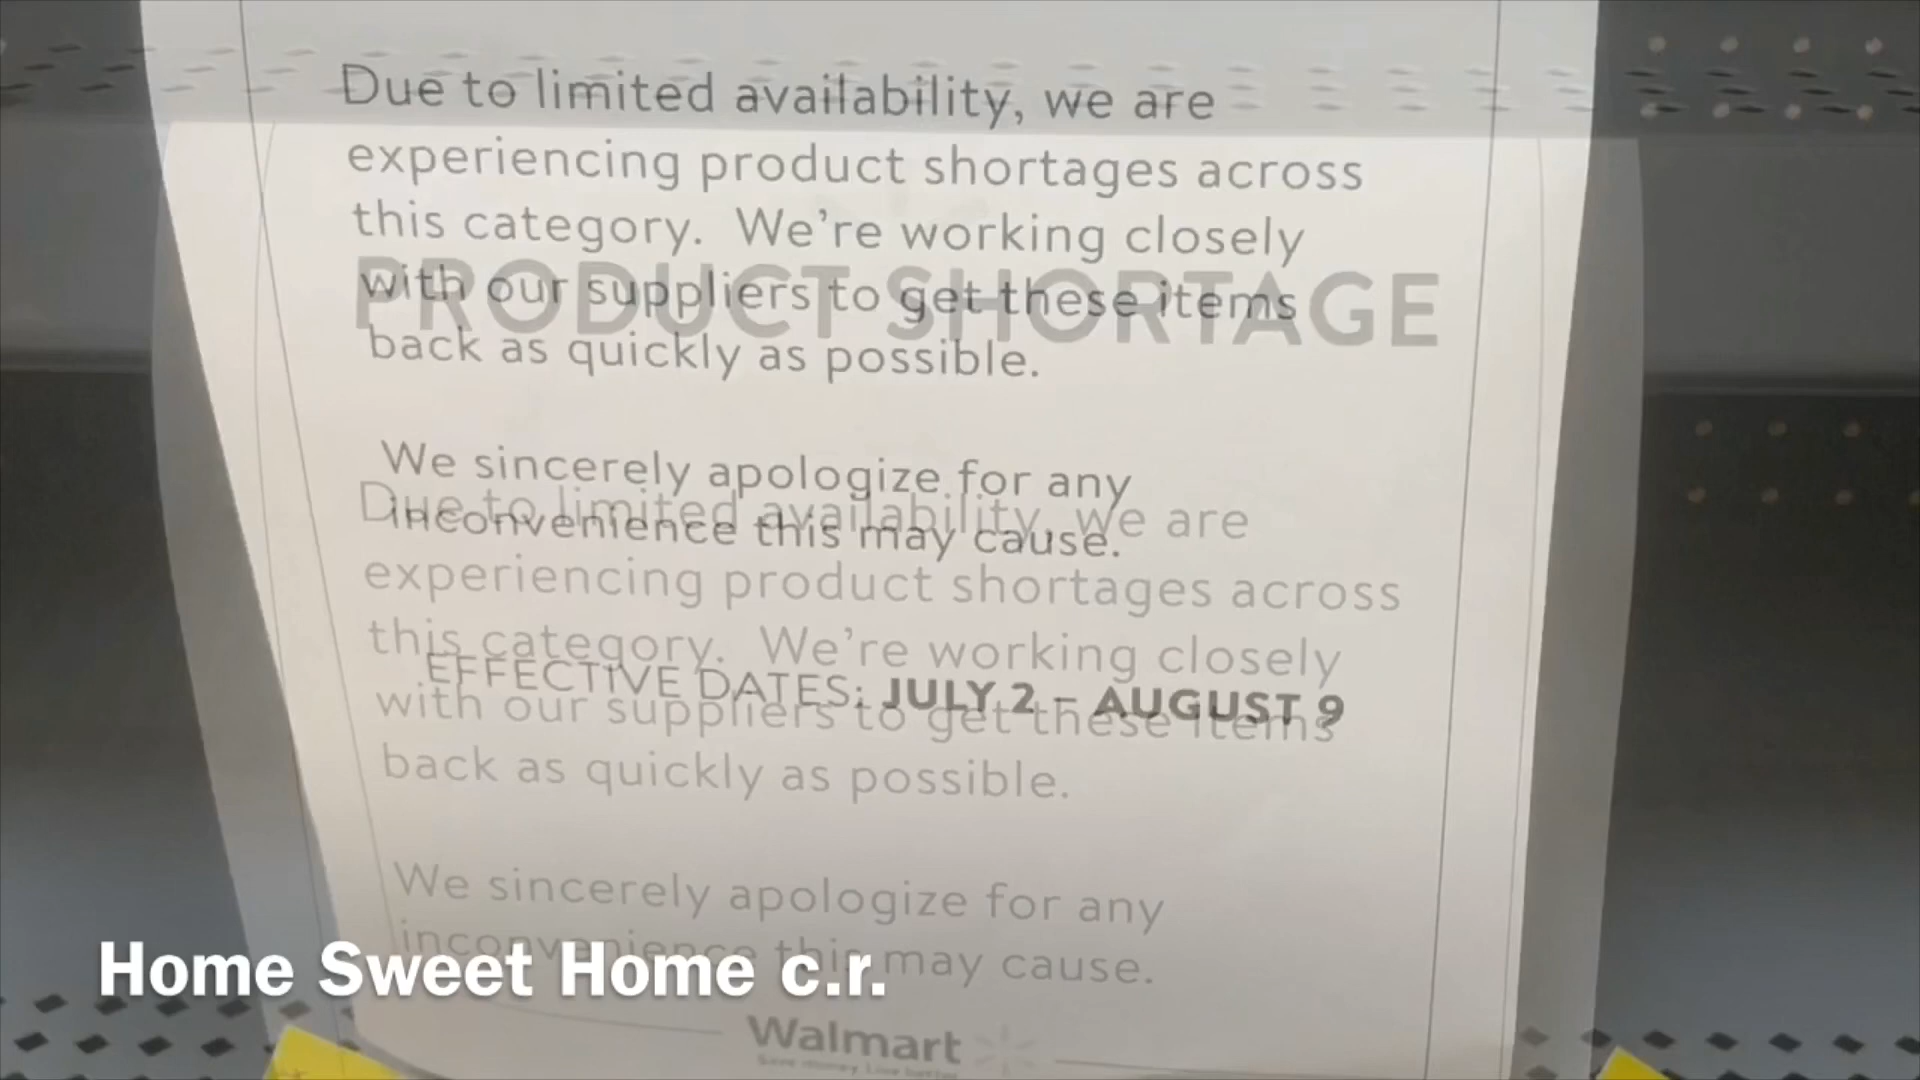 Due to limited availability, we are
experiencing product shortages across
this category. We're working closely
with our suppliers to get these items
back as quickly as possible.
We sincerely apologize for any
inconvenience this may cause.
EFFECTIVE DATES: JULY 2 – AUGUST 9
PRODUCT SHORTAGE
Due to limited availability, we are
experiencing product shortages across
this category. We're working closely
with our suppliers to get these items
back as quickly as possible.
We sincerely apologize for any
inconvenience this may cause.
Walmart
Save money. Live better.
Home Sweet Home c.r.